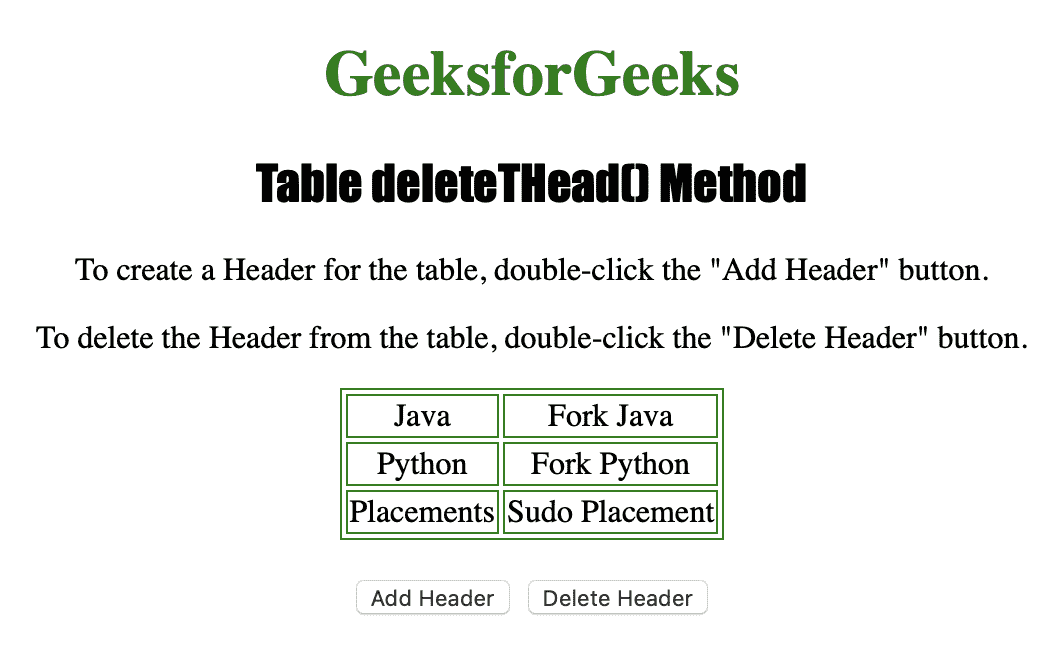 GeeksforGeeks
Table deleteTHead() Method
To create a Header for the table, double-click the "Add Header" button.
To delete the Header from the table, double-click the "Delete Header" button.
Java Fork Java
Python Fork Python
Placements Sudo Placement
Add Header Delete Header